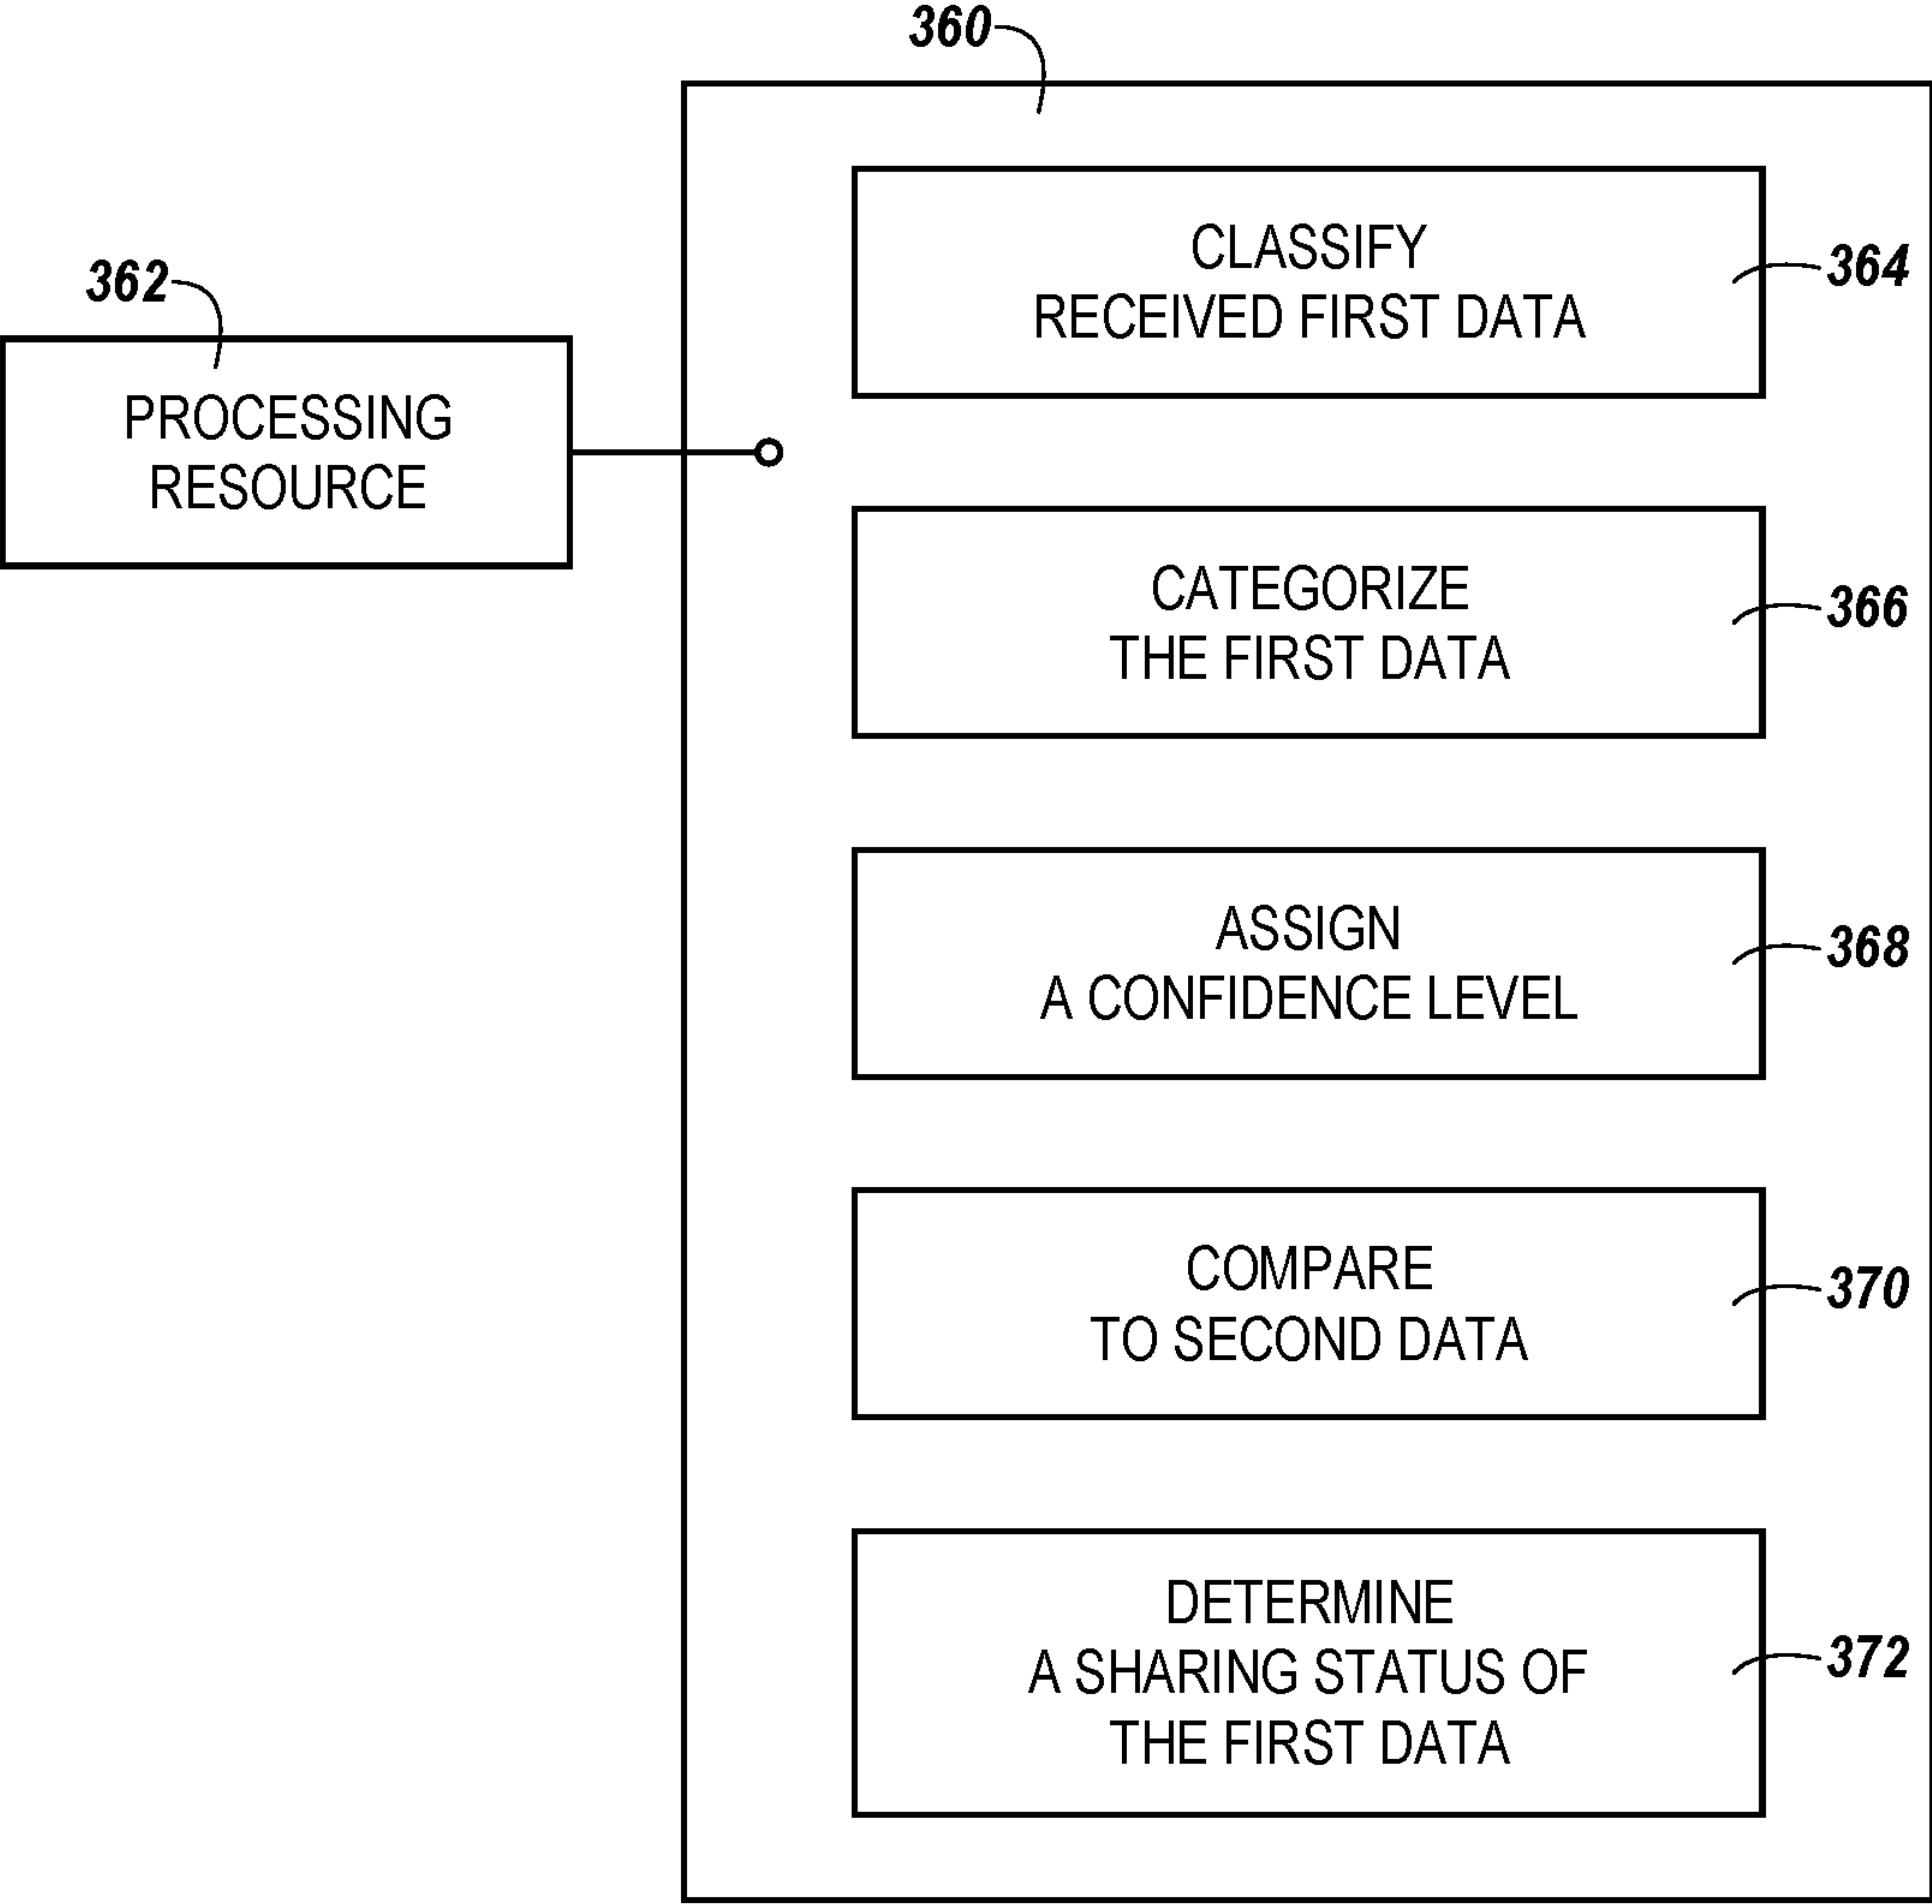 360
362
PROCESSING
RESOURCE
CLASSIFY
RECEIVED FIRST DATA
364
CATEGORIZE
THE FIRST DATA
366
ASSIGN
A CONFIDENCE LEVEL
368
COMPARE
TO SECOND DATA
370
DETERMINE
A SHARING STATUS OF
THE FIRST DATA
372